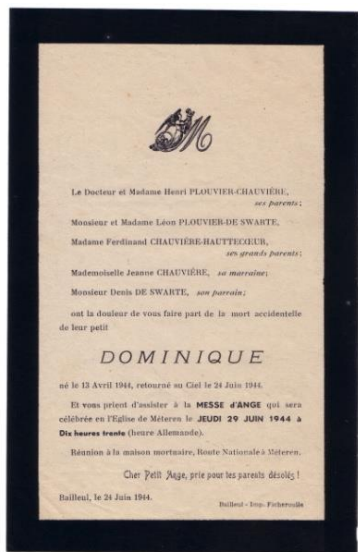 M
Le Docteur et Madame Henri PLOUVIER-CHAUVIÈRE,
ses parents;
Monsieur et Madame Léon PLOUVIER-DE SWARTE,
Madame Ferdinand CHAUVIÈRE-HAUTTECŒUR,
ses grands parents;
Mademoiselle Jeanne CHAUVIÈRE, sa marraine;
Monsieur Denis DE SWARTE, son parrain;
ont la douleur de vous faire part de la mort accidentelle
de leur petit
DOMINIQUE
né le 13 Avril 1944, retourné au Ciel le 24 Juin 1944.
Et vous prient d'assister à la MESSE d'ANGE qui sera
célébrée en l'Eglise de Méteren le JEUDI 29 JUIN 1944 à
Dix heures trente (heure Allemande).
Réunion à la maison mortuaire, Route Nationale à Méteren.
Cher Petit Ange, prie pour tes parents désolés !
Bailleul, le 24 Juin 1944.
Bailleul - Imp. Ficheroulle